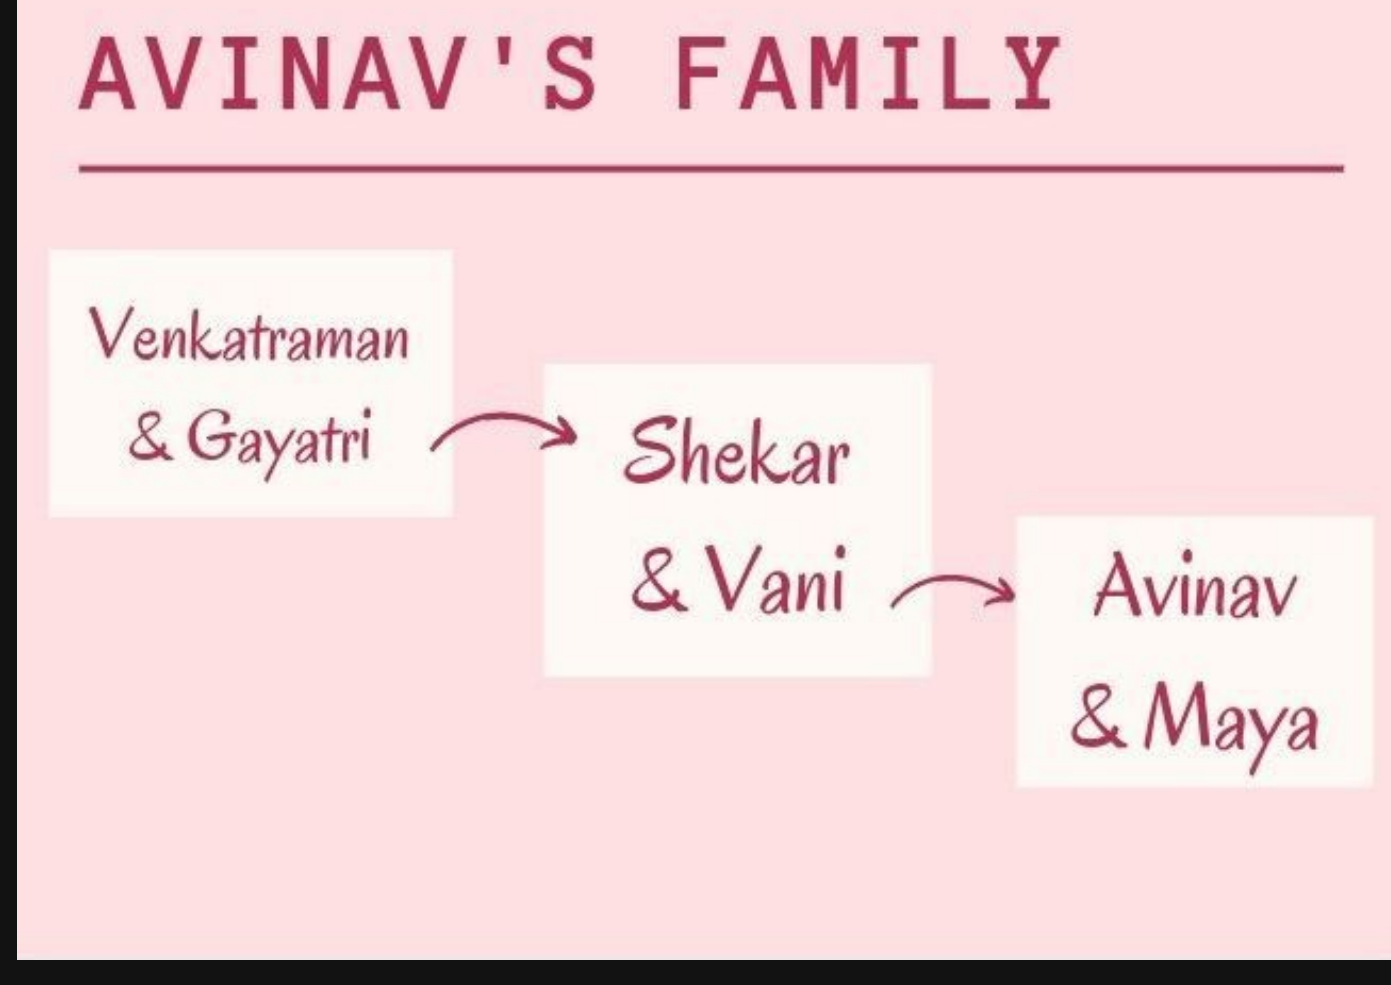 AVINAV'S FAMILY
Venkatraman
& Gayatri
Shekar
& Vani
Avinav
& Maya